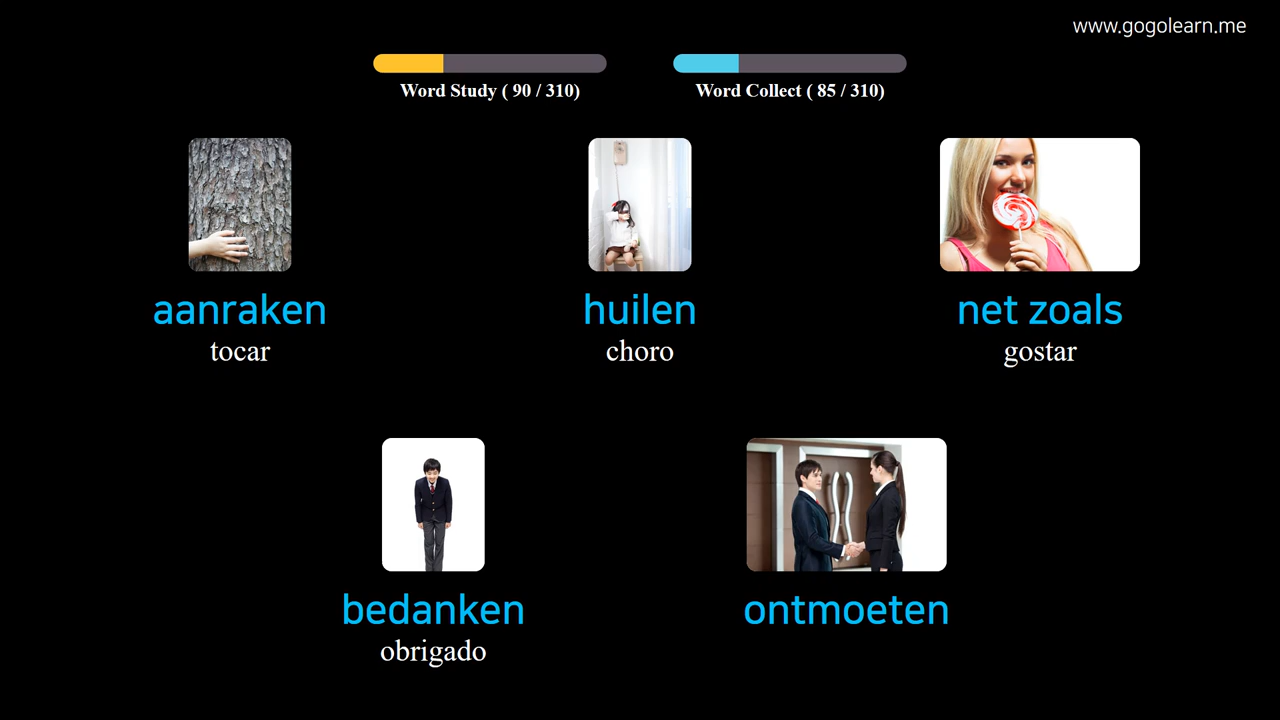 www.gogolearn.me
Word Study ( 90 / 310)
Word Collect ( 85 / 310)
aanraken
tocar
huilen
choro
net zoals
gostar
bedanken
obrigado
ontmoeten